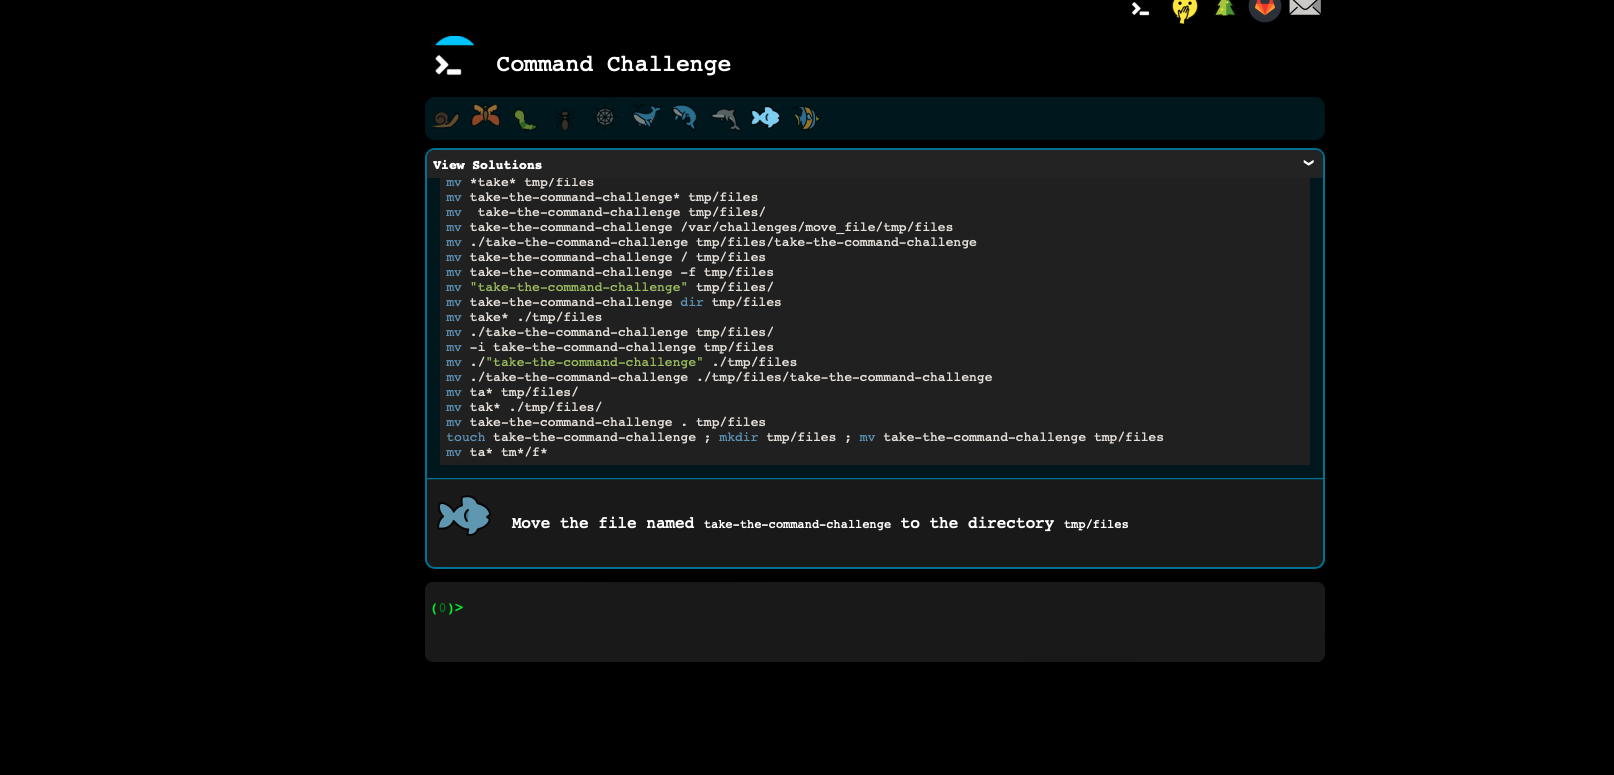 Command Challenge
View Solutions
mv *take* tmp/files
mv take-the-command-challenge* tmp/files
mv  take-the-command-challenge tmp/files/
mv take-the-command-challenge /var/challenges/move_file/tmp/files
mv ./take-the-command-challenge tmp/files/take-the-command-challenge
mv take-the-command-challenge / tmp/files
mv take-the-command-challenge -f tmp/files
mv "take-the-command-challenge" tmp/files/
mv take-the-command-challenge dir tmp/files
mv take* ./tmp/files
mv ./take-the-command-challenge tmp/files/
mv -i take-the-command-challenge tmp/files
mv ./"take-the-command-challenge" ./tmp/files
mv ./take-the-command-challenge ./tmp/files/take-the-command-challenge
mv ta* tmp/files/
mv tak* ./tmp/files/
mv take-the-command-challenge . tmp/files
touch take-the-command-challenge ; mkdir tmp/files ; mv take-the-command-challenge tmp/files
mv ta* tm*/f*
Move the file named take-the-command-challenge to the directory tmp/files
(0)>